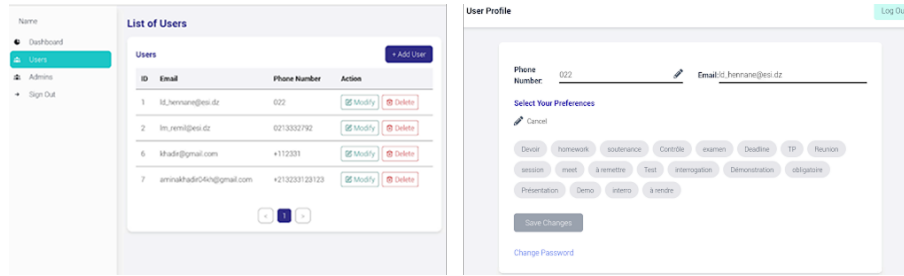 Name
Dashboard
Users
Admins
Sign Out
List of Users
Users
+ Add User
ID Email Phone Number Action
1 ld_hennane@esi.dz 022 Modify Delete
2 lm_remil@esi.dz 0213332792 Modify Delete
6 khadir@gmail.com +112331 Modify Delete
7 aminakhadir04kh@gmail.com +213233123123 Modify Delete
< 1 >
User Profile
Log Ou
Phone
Number: 022 Email:ld_hennane@esi.dz
Select Your Preferences
Cancel
Devoir homework soutenance Contrôle examen Deadline TP Reunion
session meet à remettre Test interrogation Démonstration obligatoire
Présentation Demo interro à rendre
Save Changes
Change Password